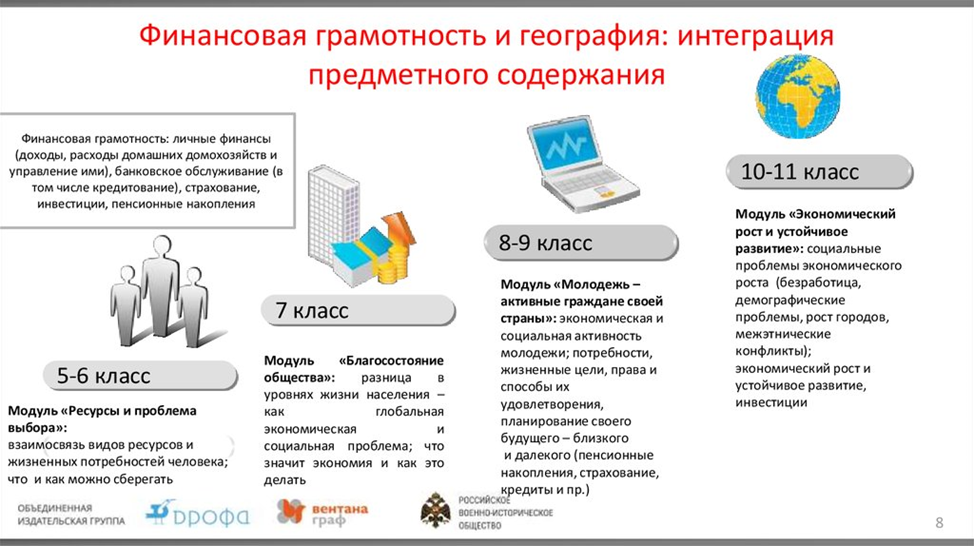 Финансовая грамотность и география: интеграция
предметного содержания
Финансовая грамотность: личные финансы
(доходы, расходы домашних домохозяйств и
управление ими), банковское обслуживание (в
том числе кредитование), страхование,
инвестиции, пенсионные накопления
5-6 класс
Модуль «Ресурсы и проблема
выбора»:
взаимосвязь видов ресурсов и
жизненных потребностей человека;
что и как можно сберегать
7 класс
Модуль «Благосостояние
общества»: разница в
уровнях жизни населения –
как глобальная
экономическая и
социальная проблема; что
значит экономия и как это
делать
8-9 класс
Модуль «Молодежь –
активные граждане своей
страны»: экономическая и
социальная активность
молодежи; потребности,
жизненные цели, права и
способы их
удовлетворения,
планирование своего
будущего – близкого
и далекого (пенсионные
накопления, страхование,
кредиты и пр.)
10-11 класс
Модуль «Экономический
рост и устойчивое
развитие»: социальные
проблемы экономического
роста (безработица,
демографические
проблемы, рост городов,
межэтнические
конфликты);
экономический рост и
устойчивое развитие,
инвестиции
ОБЪЕДИНЕННАЯ
ИЗДАТЕЛЬСКАЯ ГРУППА
дрофа
вентана
граф
РОССИЙСКОЕ
ВОЕННО-ИСТОРИЧЕСКОЕ
ОБЩЕСТВО
8